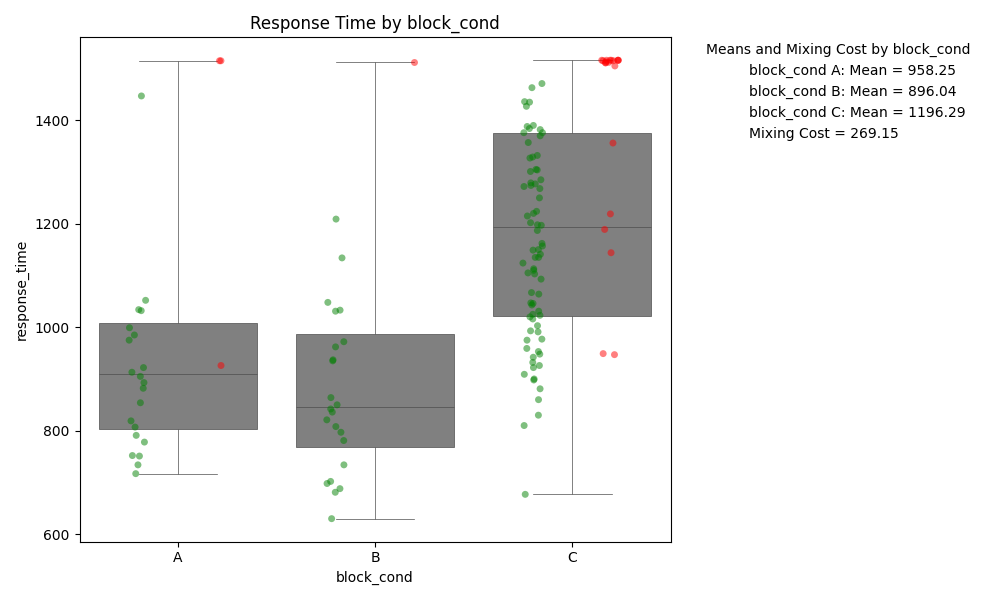 Response Time by block_cond
Means and Mixing Cost by block_cond
block_cond A: Mean = 958.25
block_cond B: Mean = 896.04
block_cond C: Mean = 1196.29
Mixing Cost = 269.15
response_time
1400
1200
1000
800
600
A
B
C
block_cond